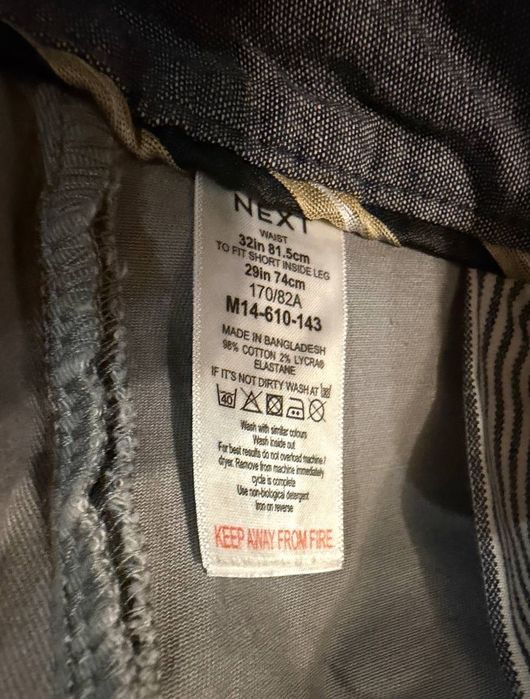 NEXT
WAIST
32in 81.5cm
TO FIT SHORT INSIDE LEG
29in 74cm
170/82A
M14-610-143
MADE IN BANGLADESH
98% COTTON 2% LYCRA®
ELASTANE
IF IT'S NOT DIRTY WASH AT 30
40
Wash with similar colours
Wash inside out
For best results do not overload machine /
dryer. Remove from machine immediately
cycle is complete
Use non-biological detergent
Iron on reverse
KEEP AWAY FROM FIRE